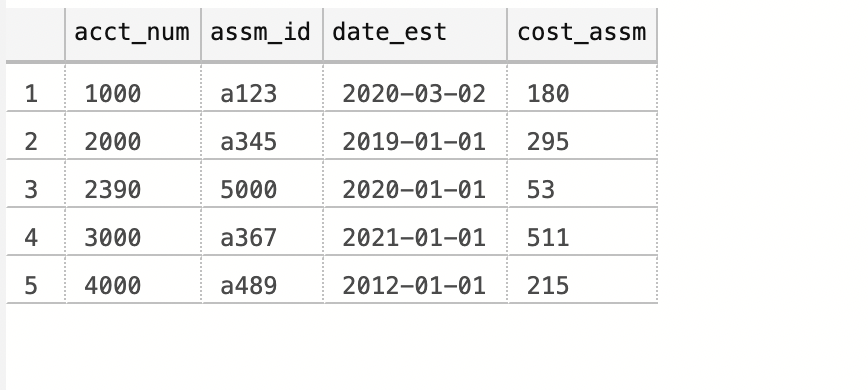 acct_num assm_id date_est cost_assm
1 1000 a123 2020-03-02 180
2 2000 a345 2019-01-01 295
3 2390 5000 2020-01-01 53
4 3000 a367 2021-01-01 511
5 4000 a489 2012-01-01 215